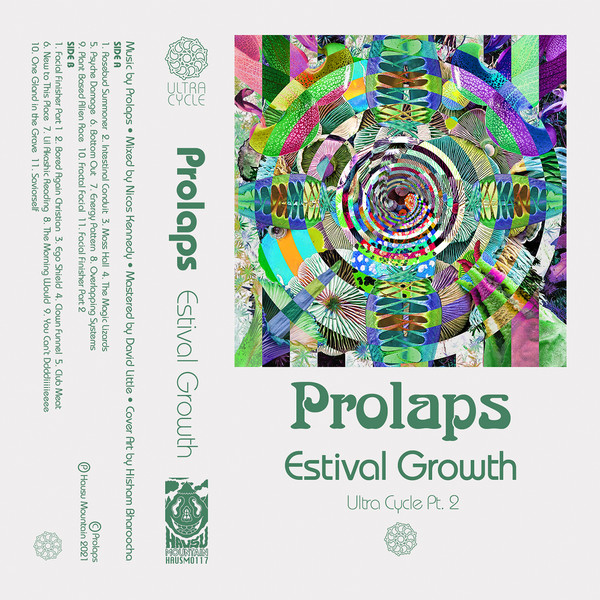 Prolaps
Estival Growth
Ultra Cycle Pt. 2
ULTRA
CYCLE
Prolaps Estival Growth
HAUSU
MOUNTAIN
HAUSMO117
Music by Prolaps • Mixed by Nicos Kennedy • Mastered by David Little • Cover Art by Hisham Bharoocha
SIDE A
1. Rosebud Summoner 2. Intestinal Conduit 3. Moss Hall 4. The Magic Lizards
5. Psyche Damage 6. Bottom Out 7. Energy Pattern 8. Overlapping Systems
9. Plant Based Alien Race 10. Fractal Facial 11. Facial Finisher Part 2
SIDE B
1. Facial Finisher Part 1 2. Bored Again Christian 3. Ego Shield 4. Clown Funnel 5. Club Meat
6. New to This Place 7. Lil Akashic Reading 8. The Morning Would 9. You Can't Ddddiiiieeee
10. One Gland in the Grave 11. Saviorself
© Prolaps
℗ Hausu Mountain 2021